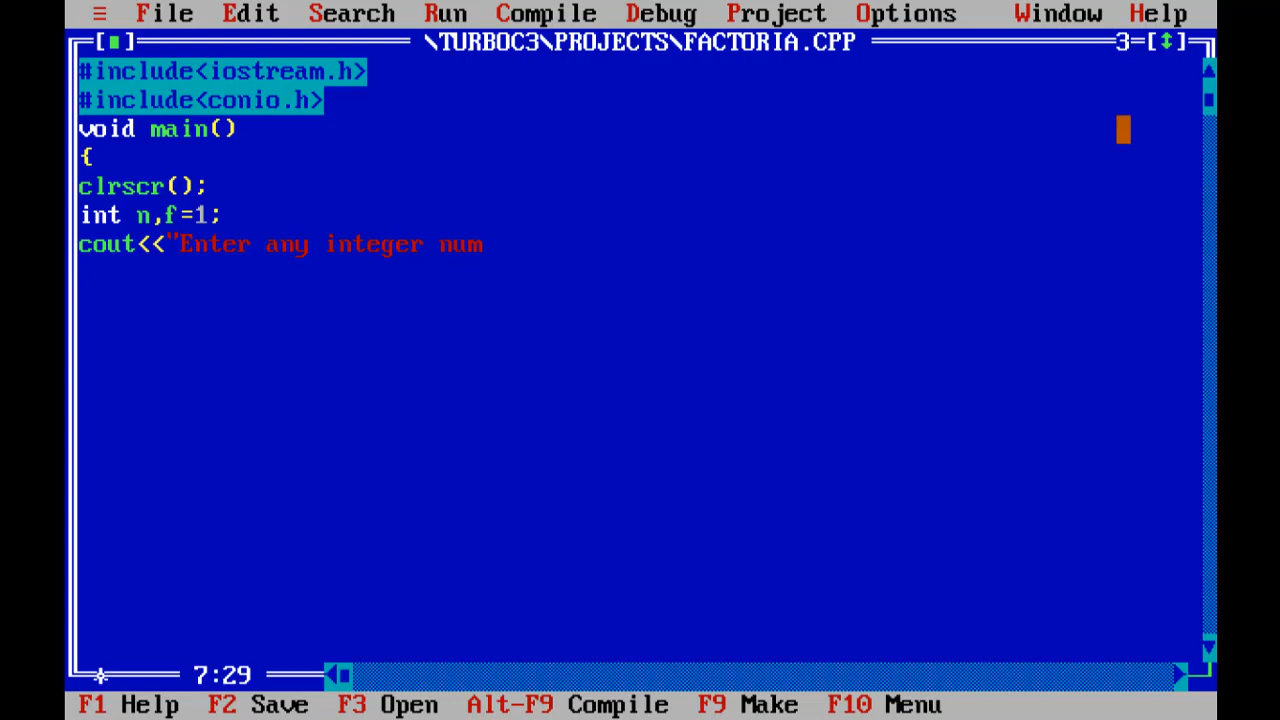 ≡ File Edit Search Run Compile Debug Project Options Window Help
[■] \TURBOC3\PROJECTS\FACTORIA.CPP 3=[↕]
#include<iostream.h>
#include<conio.h>
void main()
{
clrscr();
int n,f=1;
cout<<"Enter any integer num
7:29
F1 Help F2 Save F3 Open Alt-F9 Compile F9 Make F10 Menu